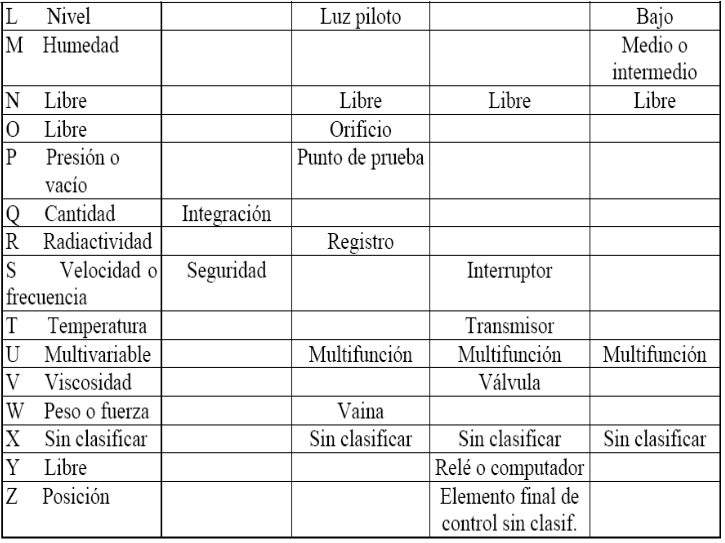 L Nivel Luz piloto Bajo
M Humedad Medio o
intermedio
N Libre Libre Libre Libre
O Libre Orificio
P Presión o Punto de prueba
vacío
Q Cantidad Integración
R Radiactividad Registro
S Velocidad o Seguridad Interruptor
frecuencia
T Temperatura Transmisor
U Multivariable Multifunción Multifunción Multifunción
V Viscosidad Válvula
W Peso o fuerza Vaina
X Sin clasificar Sin clasificar Sin clasificar Sin clasificar
Y Libre Relé o computador
Z Posición Elemento final de
control sin clasif.